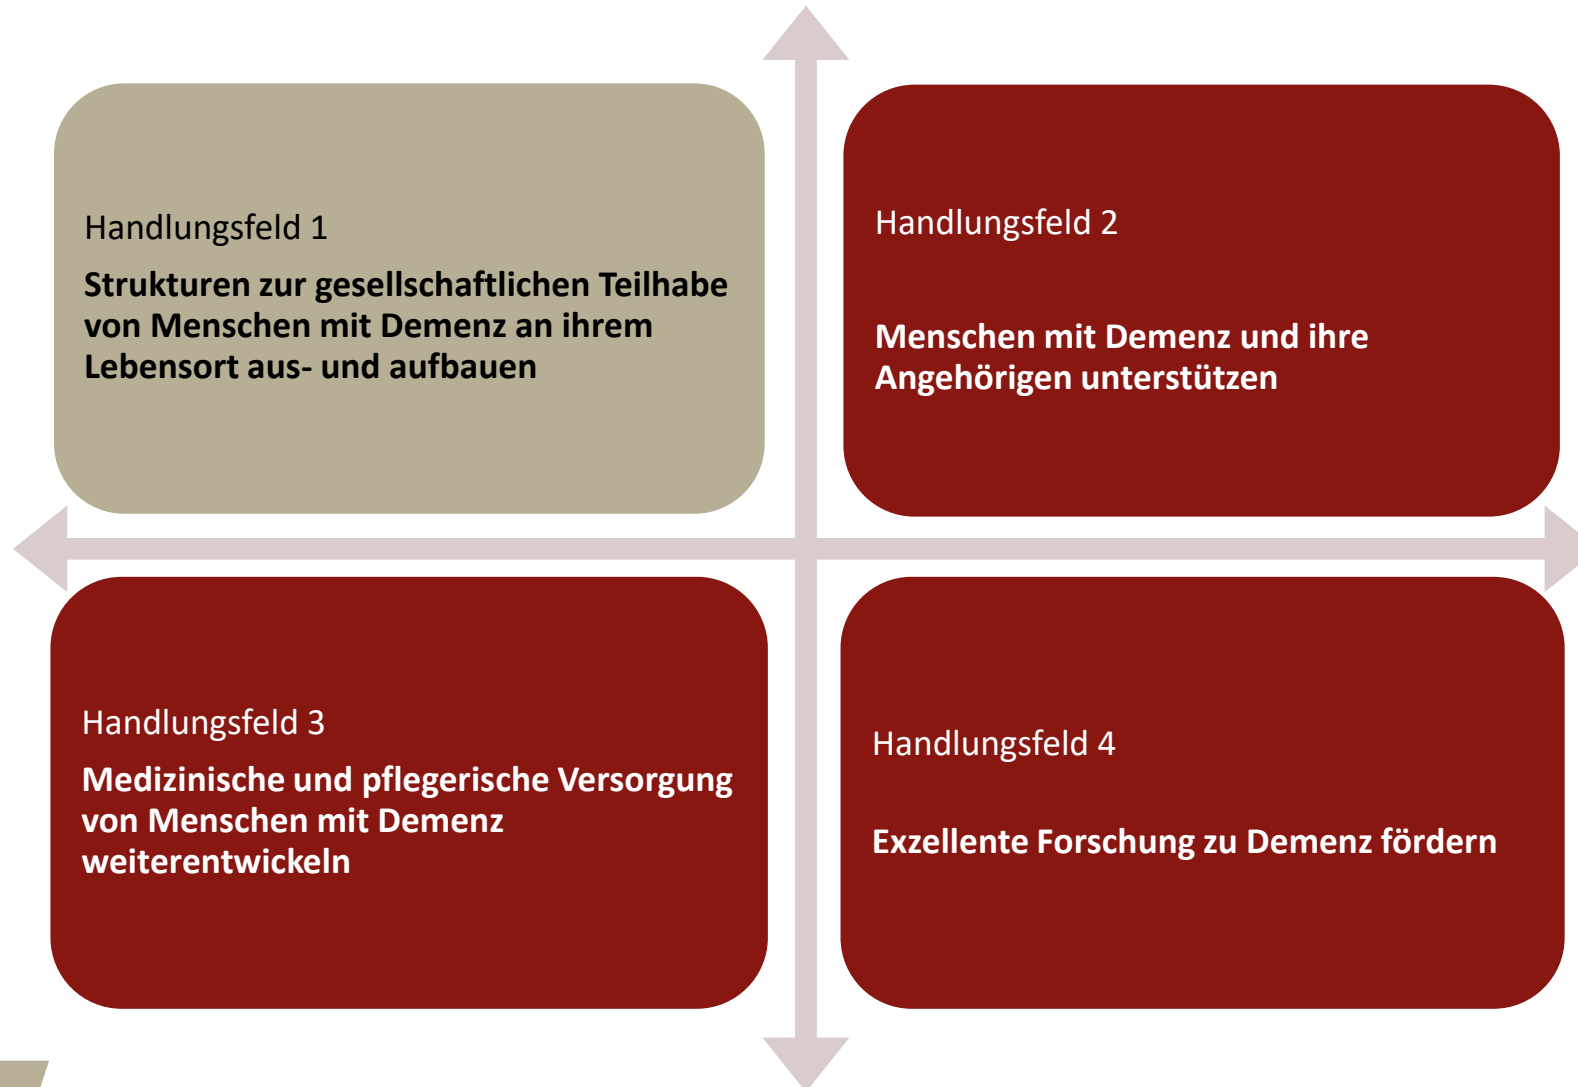 Handlungsfeld 1
Strukturen zur gesellschaftlichen Teilhabe
von Menschen mit Demenz an ihrem
Lebensort aus- und aufbauen
Handlungsfeld 2
Menschen mit Demenz und ihre
Angehörigen unterstützen
Handlungsfeld 3
Medizinische und pflegerische Versorgung
von Menschen mit Demenz
weiterentwickeln
Handlungsfeld 4
Exzellente Forschung zu Demenz fördern